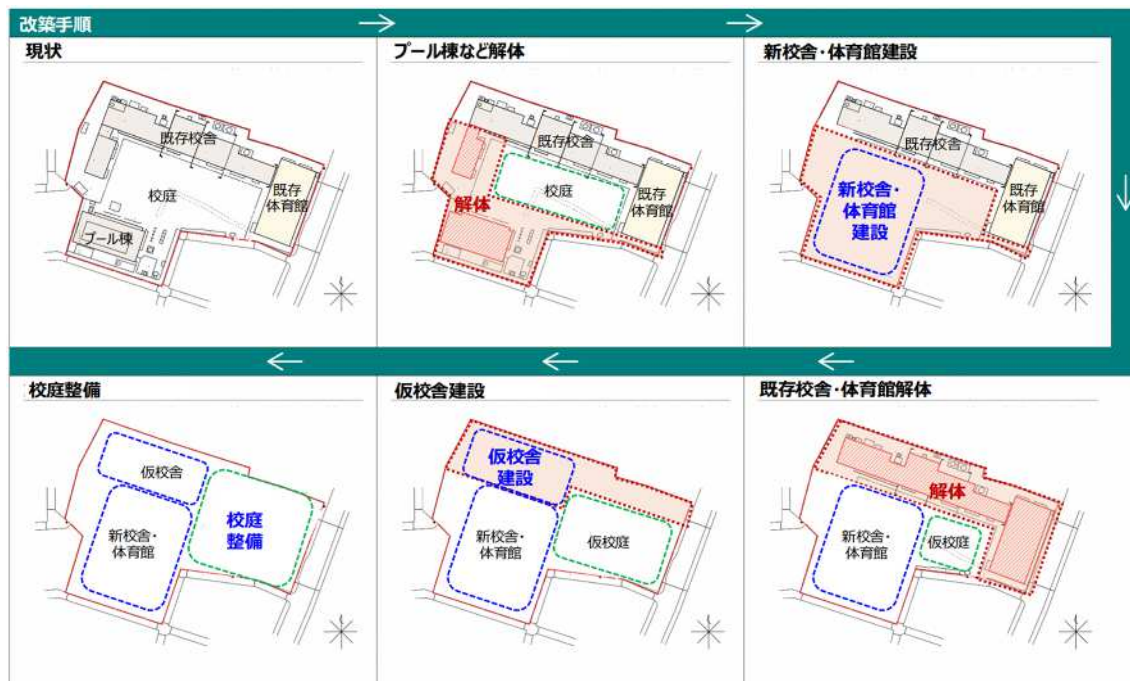 改築手順
現状
既存校舎
校庭
既存
体育館
プール棟
プール棟など解体
既存校舎
校庭
既存
体育館
解体
新校舎・体育館建設
既存校舎
新校舎・
体育館
建設
既存
体育館
既存校舎・体育館解体
解体
新校舎・
体育館
仮校庭
仮校舎建設
仮校舎
建設
新校舎・
体育館
仮校庭
校庭整備
仮校舎
新校舎・
体育館
校庭
整備